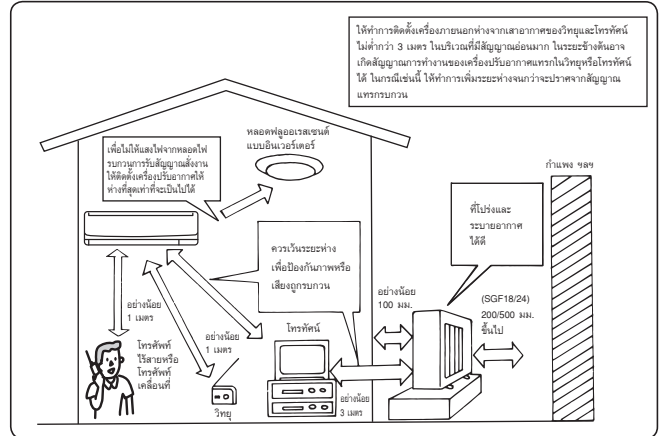 ให้ทำการติดตั้งเครื่องภายนอกห่างจากเสาอากาศของวิทยุและโทรทัศน์
ไม่ต่ำกว่า 3 เมตร ในบริเวณที่มีสัญญาณอ่อนมาก ในระยะข้างต้นอาจ
เกิดสัญญาณการทำงานของเครื่องปรับอากาศแทรกในวิทยุหรือโทรทัศน์
ได้ ในกรณีเช่นนี้ ให้ทำการเพิ่มระยะห่างจนกว่าจะปราศจากสัญญาณ
แทรกรบกวน
หลอดฟลูออเรสเซนต์
แบบอินเวอร์เตอร์
เพื่อไม่ให้แสงไฟจากหลอดไฟ
รบกวนการรับสัญญาณสั่งงาน
ให้ติดตั้งเครื่องปรับอากาศให้
ห่างที่สุดเท่าที่จะเป็นไปได้
กำแพง ฯลฯ
ที่โปร่งและ
ระบายอากาศ
ได้ดี
ควรเว้นระยะห่าง
เพื่อป้องกันภาพหรือ
เสียงถูกรบกวน
อย่างน้อย
1 เมตร
อย่างน้อย
1 เมตร
โทรทัศน์
อย่างน้อย
100 มม.
(SGF18/24)
200/500 มม.
ขึ้นไป
โทรศัพท์
ไร้สายหรือ
โทรศัพท์
เคลื่อนที่
วิทยุ
อย่างน้อย
3 เมตร